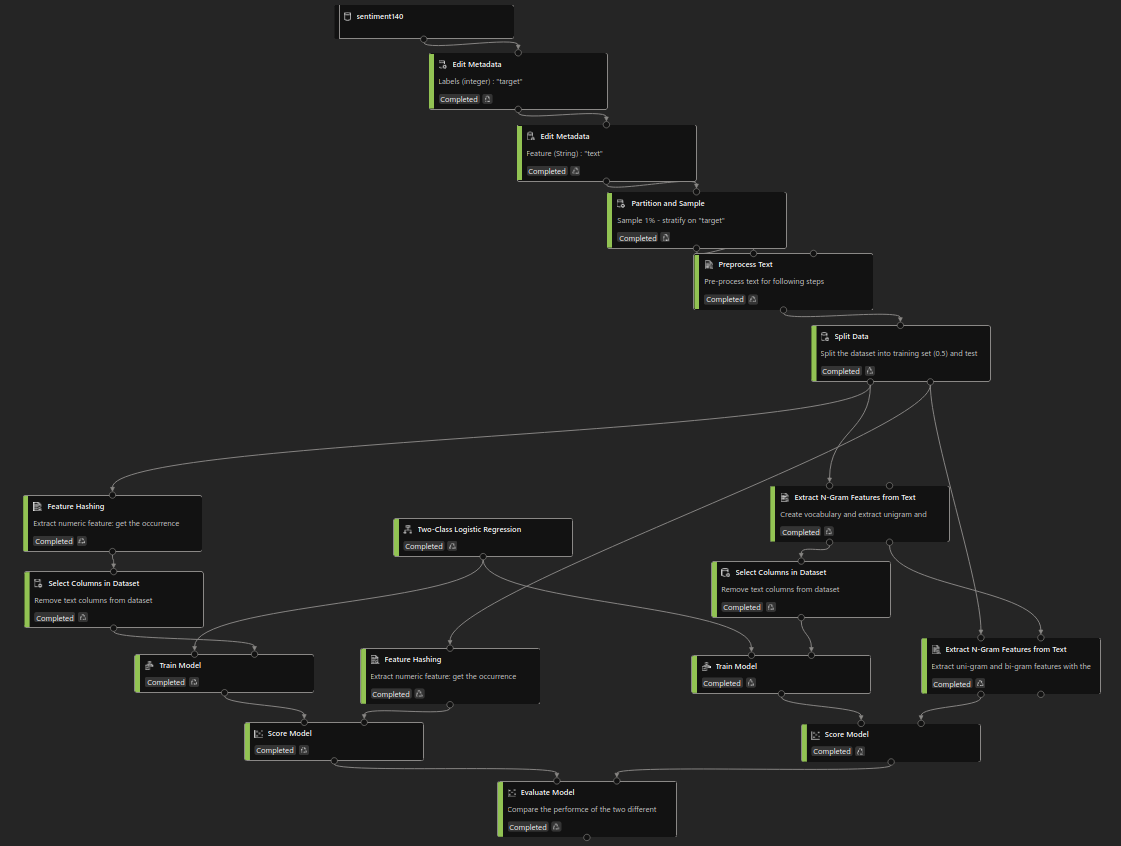 sentiment140
Edit Metadata
Labels (integer) : "target"
Completed
Edit Metadata
Feature (String) : "text"
Completed
Partition and Sample
Sample 1% - stratify on "target"
Completed
Preprocess Text
Pre-process text for following steps
Completed
Split Data
Split the dataset into training set (0.5) and test
Completed
Feature Hashing
Extract numeric feature: get the occurrence
Completed
Two-Class Logistic Regression
Completed
Extract N-Gram Features from Text
Create vocabulary and extract unigram and
Completed
Select Columns in Dataset
Remove text columns from dataset
Completed
Select Columns in Dataset
Remove text columns from dataset
Completed
Train Model
Completed
Feature Hashing
Extract numeric feature: get the occurrence
Completed
Train Model
Completed
Extract N-Gram Features from Text
Extract uni-gram and bi-gram features with the
Completed
Score Model
Completed
Score Model
Completed
Evaluate Model
Compare the performce of the two different
Completed